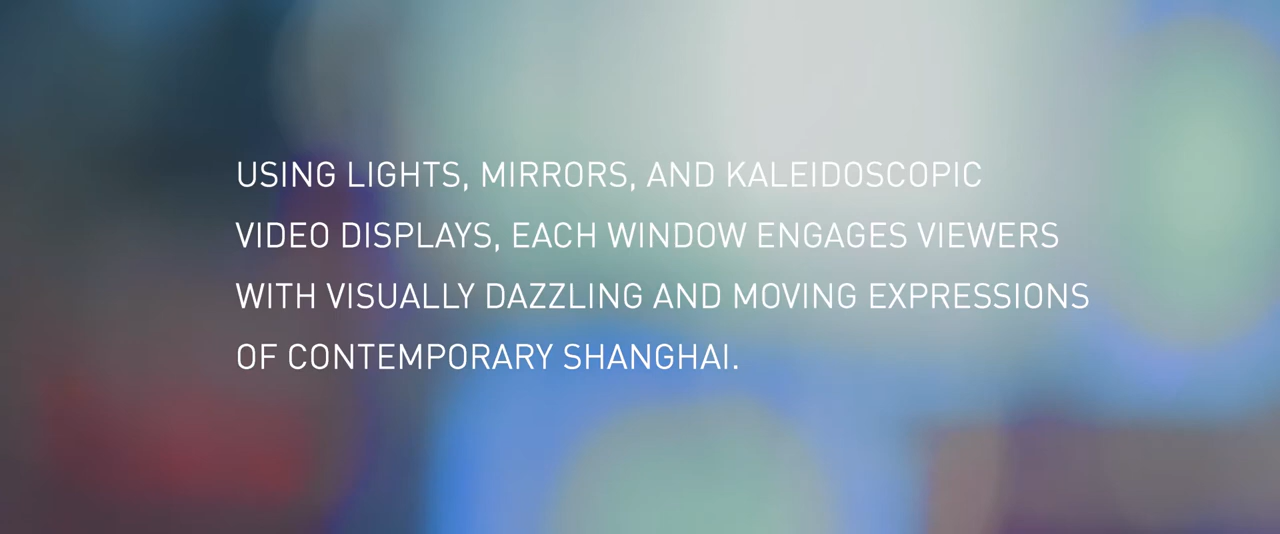 USING LIGHTS, MIRRORS, AND KALEIDOSCOPIC
VIDEO DISPLAYS, EACH WINDOW ENGAGES VIEWERS
WITH VISUALLY DAZZLING AND MOVING EXPRESSIONS
OF CONTEMPORARY SHANGHAI.